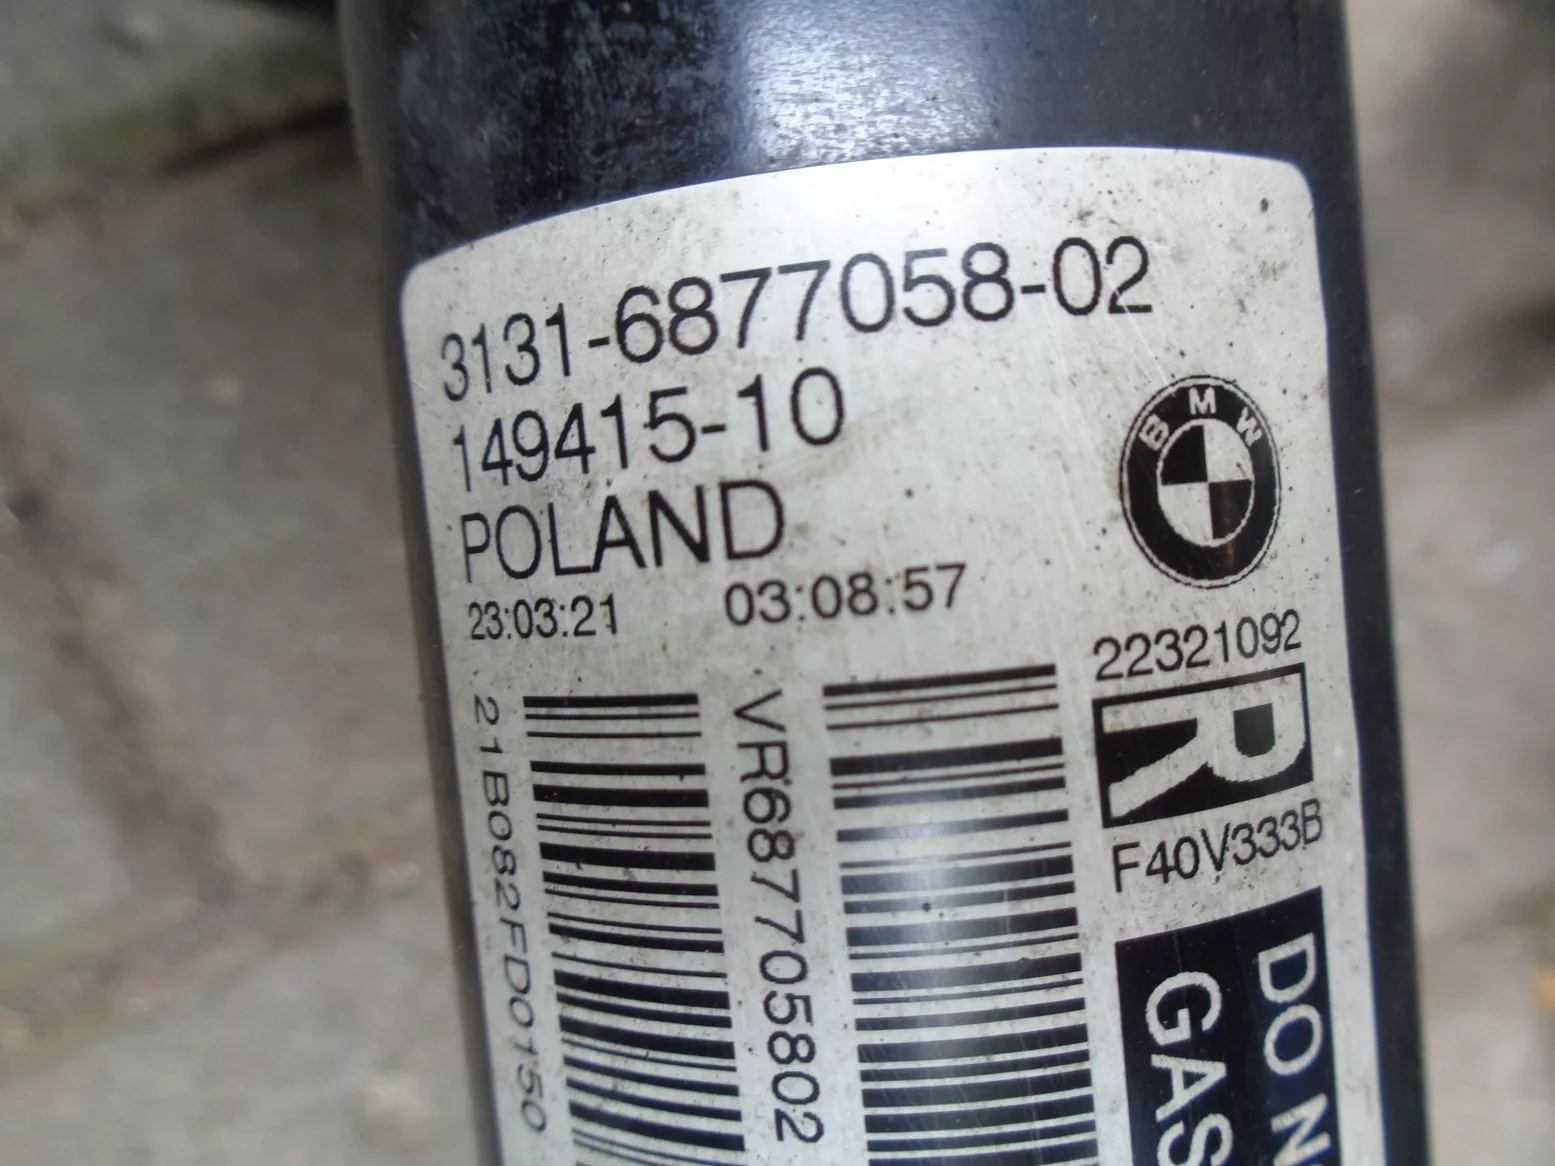 3131-6877058-02
149415-10
POLAND
23:03:21 03:08:57
BMW
22321092
R
F40V333B
21B082FD0150
VR687705802
DO N
GAS